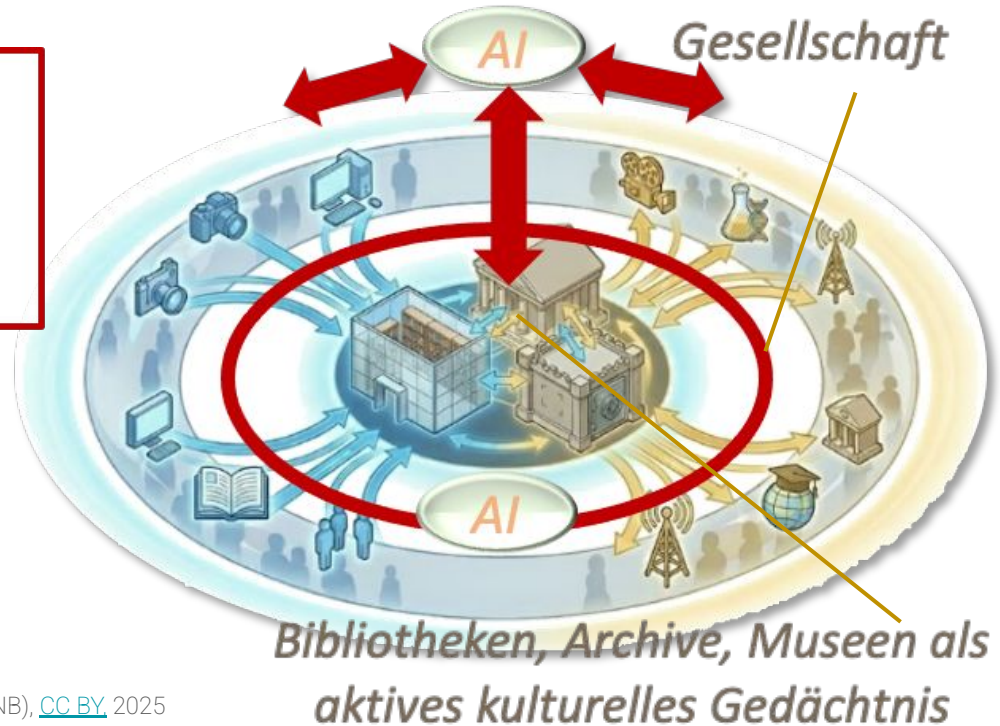 AI
Gesellschaft
AI
Bibliotheken, Archive, Museen als
aktives kulturelles Gedächtnis
NB), CC BY, 2025